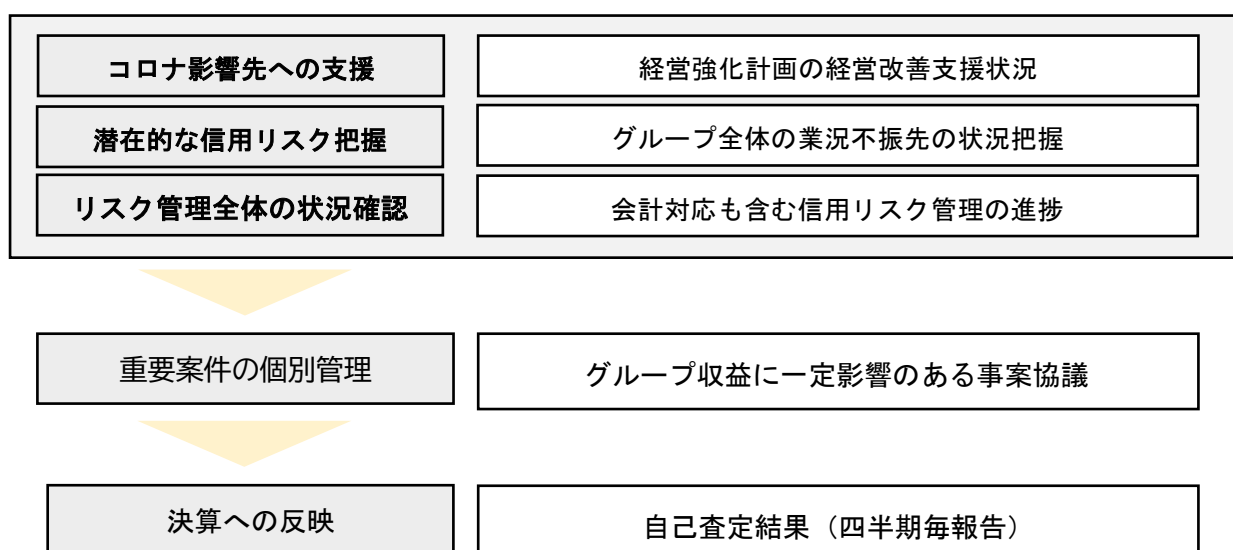 コロナ影響先への支援
経営強化計画の経営改善支援状況
潜在的な信用リスク把握
グループ全体の業況不振先の状況把握
リスク管理全体の状況確認
会計対応も含む信用リスク管理の進捗
重要案件の個別管理
グループ収益に一定影響のある事案協議
決算への反映
自己査定結果（四半期毎報告）